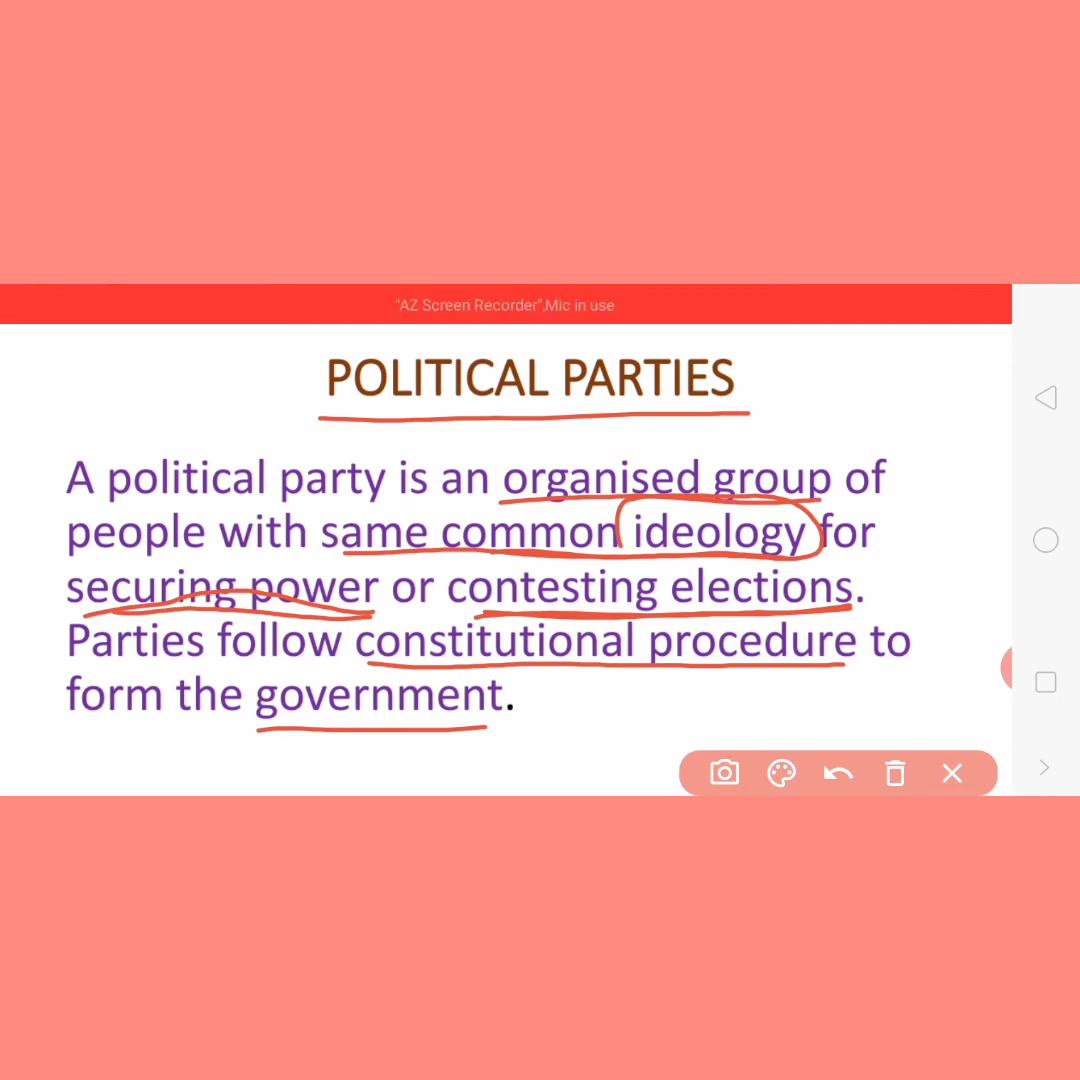 "AZ Screen Recorder",Mic in use
POLITICAL PARTIES
A political party is an organised group of
people with same common ideology for
securing power or contesting elections.
Parties follow constitutional procedure to
form the government.